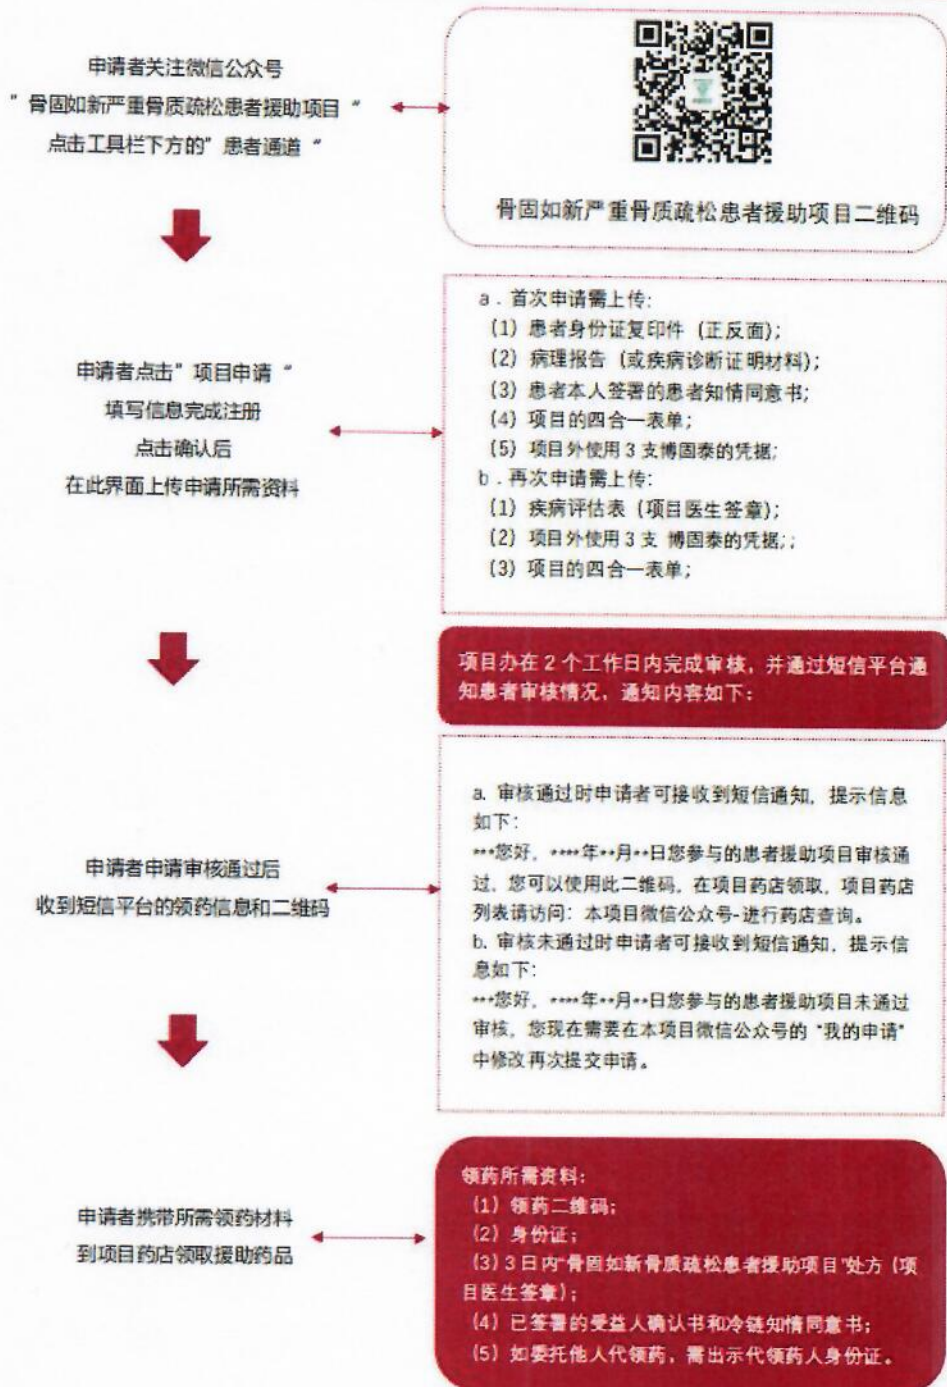 申请者关注微信公众号
"骨固如新严重骨质疏松患者援助项目"
点击工具栏下方的"患者通道"
骨固如新严重骨质疏松患者援助项目二维码
申请者点击"项目申请"
填写信息完成注册
点击确认后
在此界面上传申请所需资料
a．首次申请需上传:
(1) 患者身份证复印件 (正反面);
(2) 病理报告 (或疾病诊断证明材料);
(3) 患者本人签署的患者知情同意书;
(4) 项目的四合一表单;
(5) 项目外使用 3 支博固泰的凭据;
b．再次申请需上传:
(1) 疾病评估表 (项目医生签章);
(2) 项目外使用 3 支 博固泰的凭据; ;
(3) 项目的四合一表单;
项目办在 2 个工作日内完成审核，并通过短信平台通
知患者审核情况，通知内容如下:
申请者申请审核通过后
收到短信平台的领药信息和二维码
a. 审核通过时申请者可接收到短信通知，提示信息
如下:
***您好，****年**月**日您参与的患者援助项目审核通
过，您可以使用此二维码，在项目药店领取，项目药店
列表请访问：本项目微信公众号-进行药店查询。
b. 审核未通过时申请者可接收到短信通知，提示信
息如下:
***您好，****年**月**日您参与的患者援助项目未通过
审核，您现在需要在本项目微信公众号的"我的申请"
中修改再次提交申请。
申请者携带所需领药材料
到项目药店领取援助药品
领药所需资料:
(1) 领药二维码;
(2) 身份证;
(3) 3 日内"骨固如新骨质疏松患者援助项目"处方 (项
目医生签章);
(4) 已签署的受益人确认书和冷链知情同意书;
(5) 如委托他人代领药，需出示代领药人身份证。